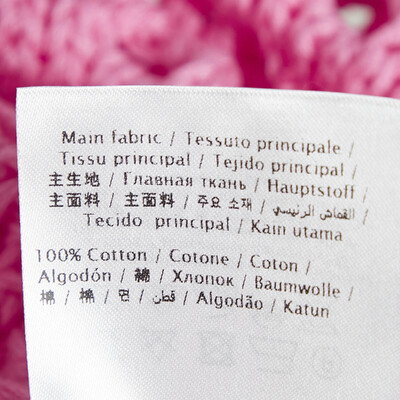 Main fabric / Tessuto principale /
Tissu principal / Tejido principal /
主生地 / Главная ткань / Hauptstoff /
主面料 / 主面料 / 주요 소재 / القماش الرئيسي /
Tecido principal / Kain utama
100% Cotton / Cotone / Coton /
Algodón / 綿 / Хлопок / Baumwolle /
棉 / 棉 / 면 / قطن / Algodão / Katun